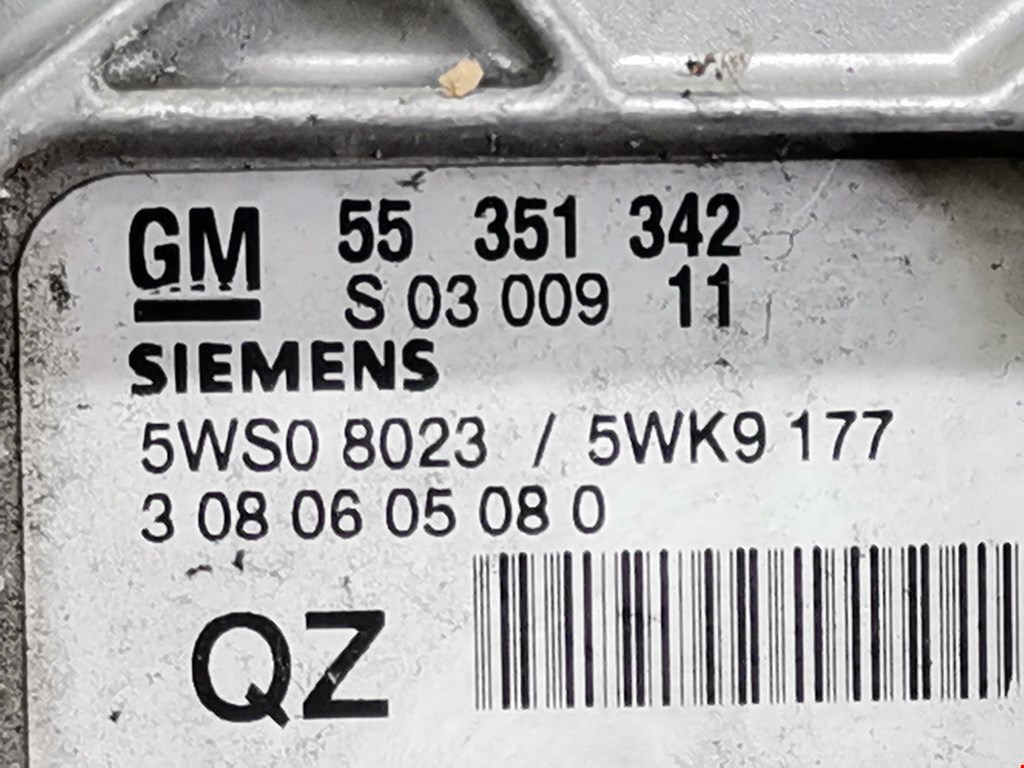 GM 55 351 342
S 03 009 11
SIEMENS
5WS0 8023 / 5WK9 177
3 08 06 05 08 0
QZ